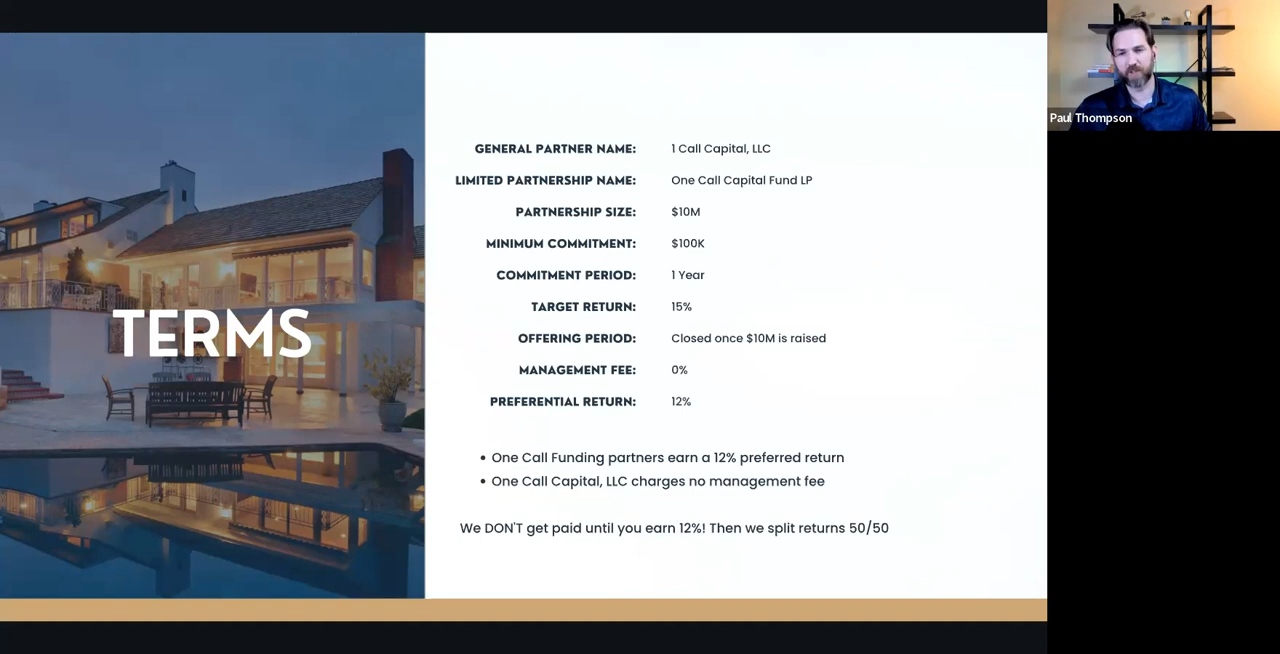 TERMS
GENERAL PARTNER NAME: 1 Call Capital, LLC
LIMITED PARTNERSHIP NAME: One Call Capital Fund LP
PARTNERSHIP SIZE: $10M
MINIMUM COMMITMENT: $100K
COMMITMENT PERIOD: 1 Year
TARGET RETURN: 15%
OFFERING PERIOD: Closed once $10M is raised
MANAGEMENT FEE: 0%
PREFERENTIAL RETURN: 12%
• One Call Funding partners earn a 12% preferred return
• One Call Capital, LLC charges no management fee
We DON'T get paid until you earn 12%! Then we split returns 50/50
Paul Thompson